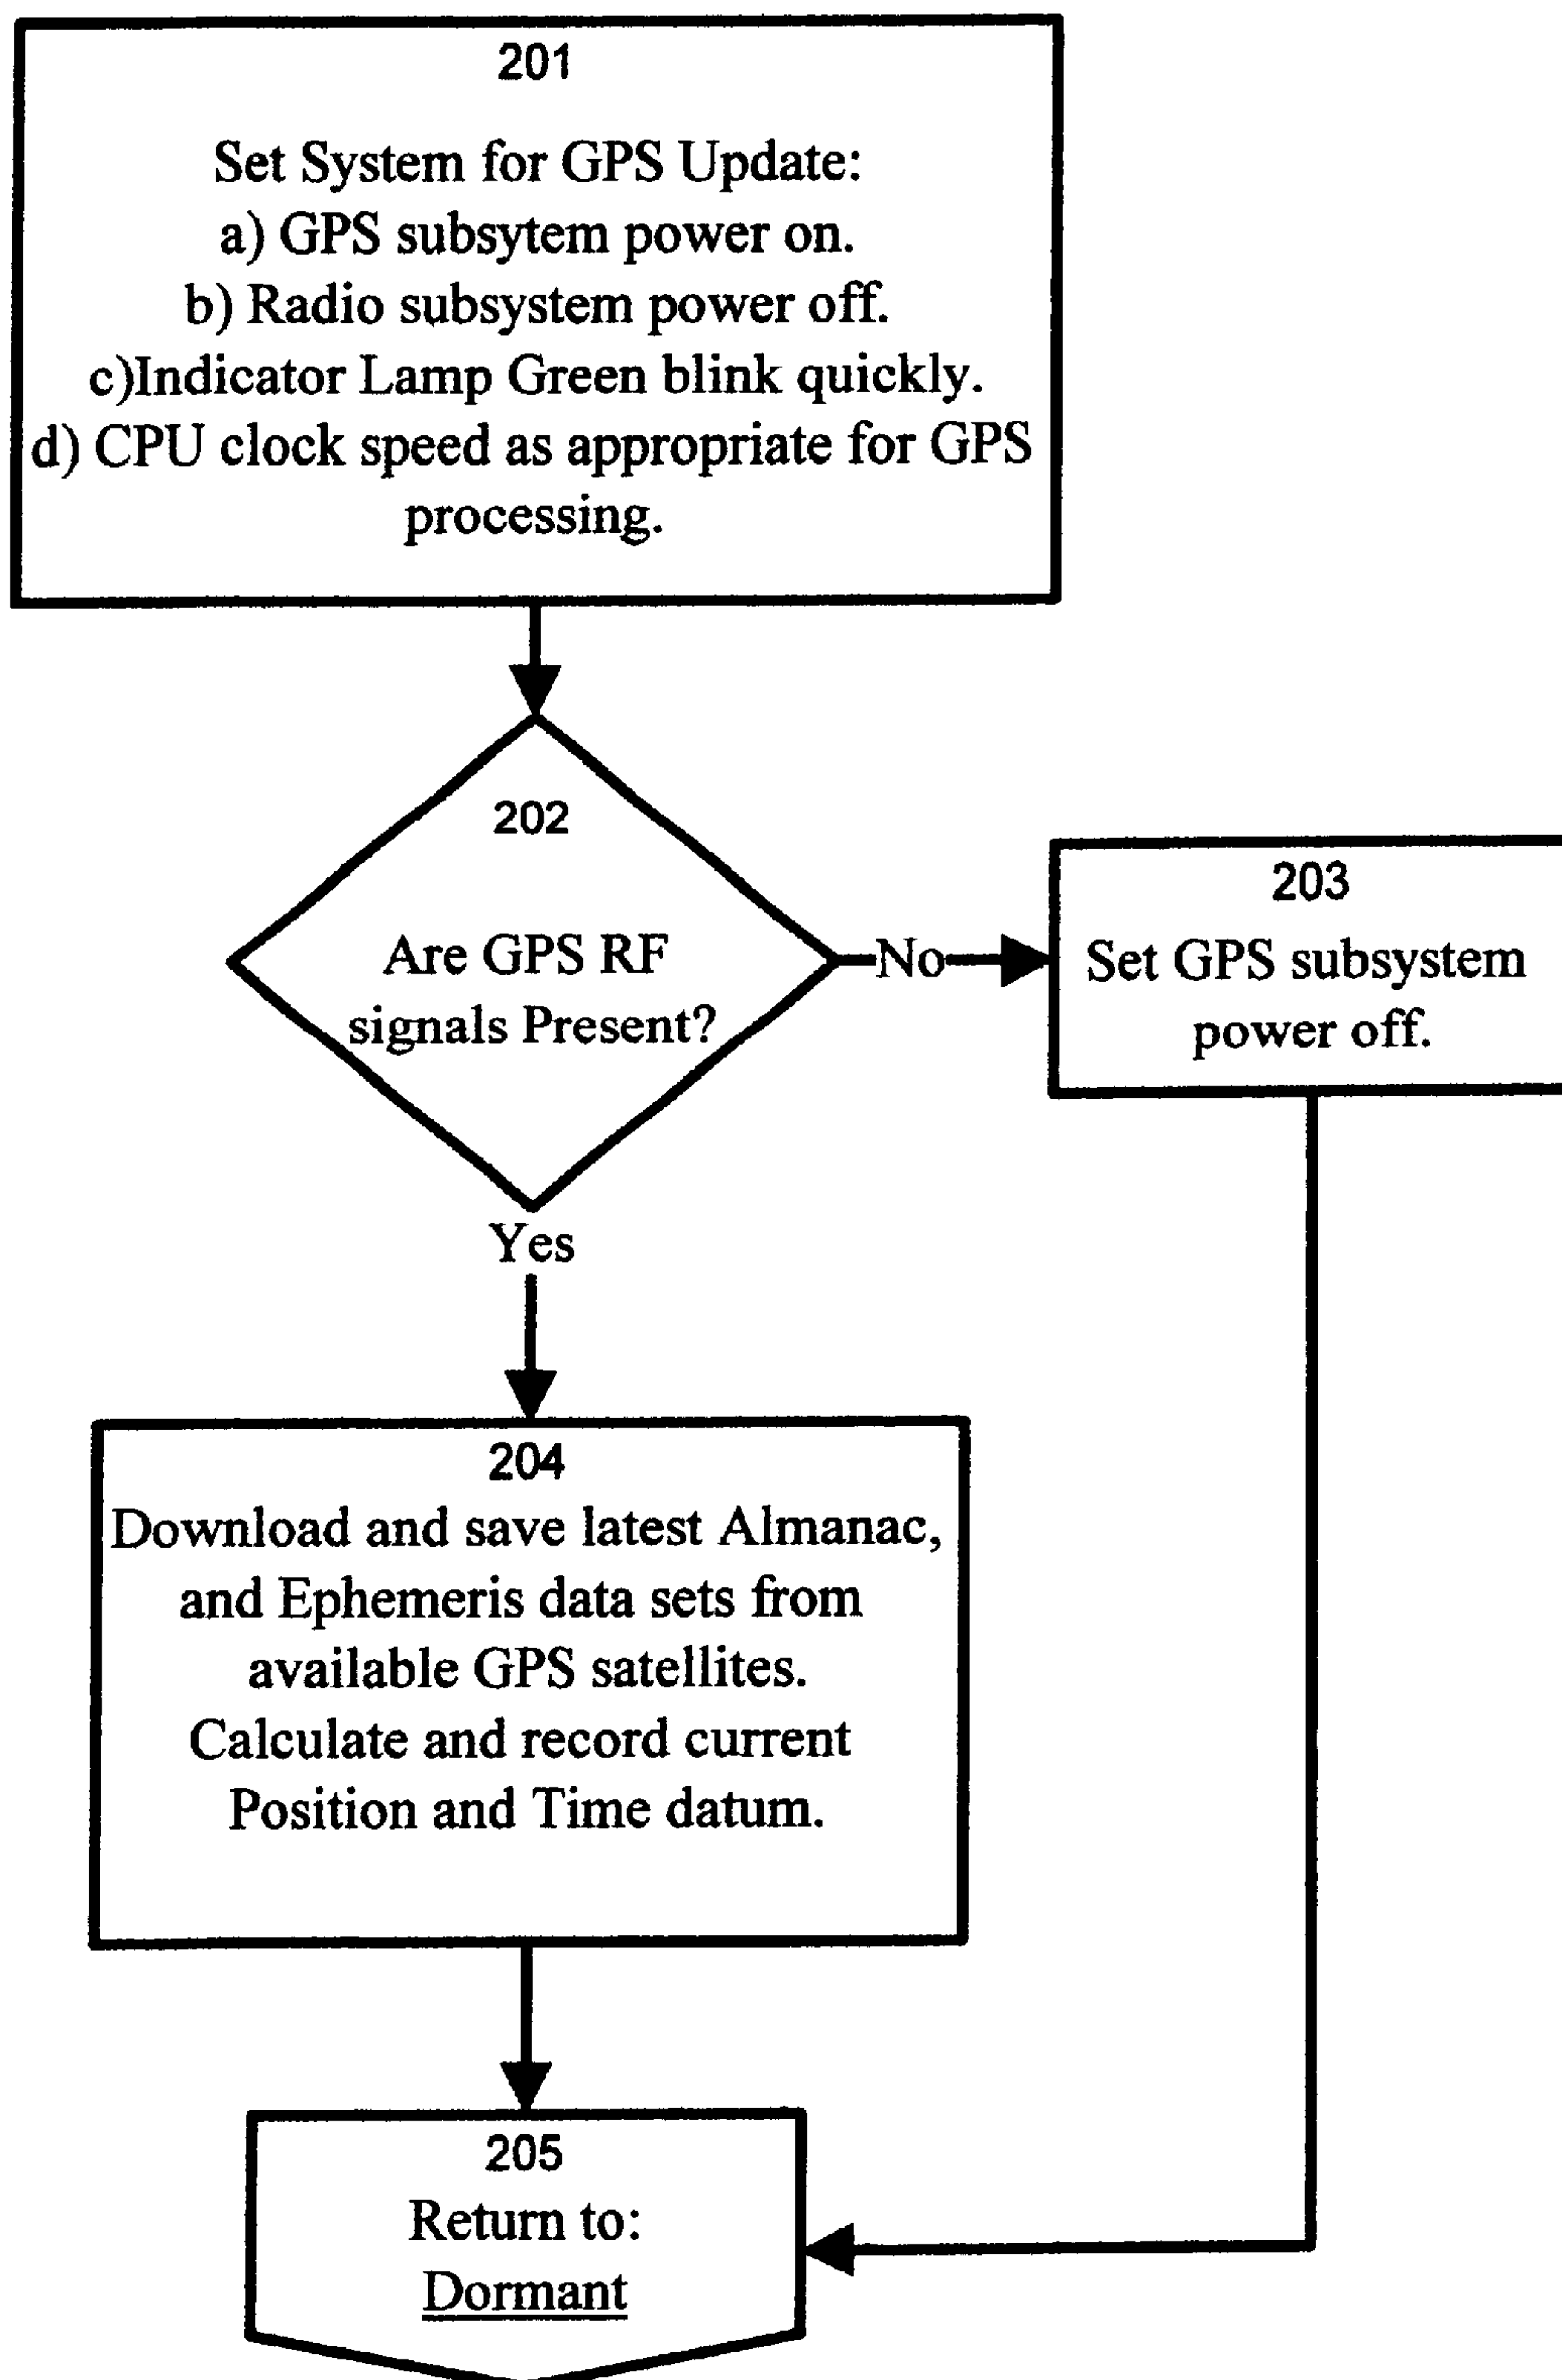 201
Set System for GPS Update:
a) GPS subsytem power on.
b) Radio subsystem power off.
c)Indicator Lamp Green blink quickly.
d) CPU clock speed as appropriate for GPS
processing.
202
Are GPS RF
signals Present?
No
203
Set GPS subsystem
power off.
Yes
204
Download and save latest Almanac,
and Ephemeris data sets from
available GPS satellites.
Calculate and record current
Position and Time datum.
205
Return to:
Dormant